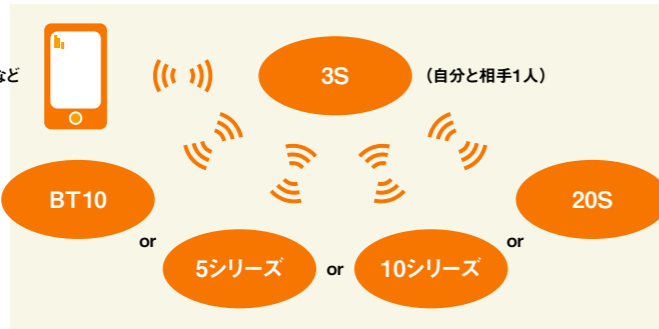 など
3S
（自分と相手1人）
BT10
20S
or
or
5シリーズ
or
10シリーズ